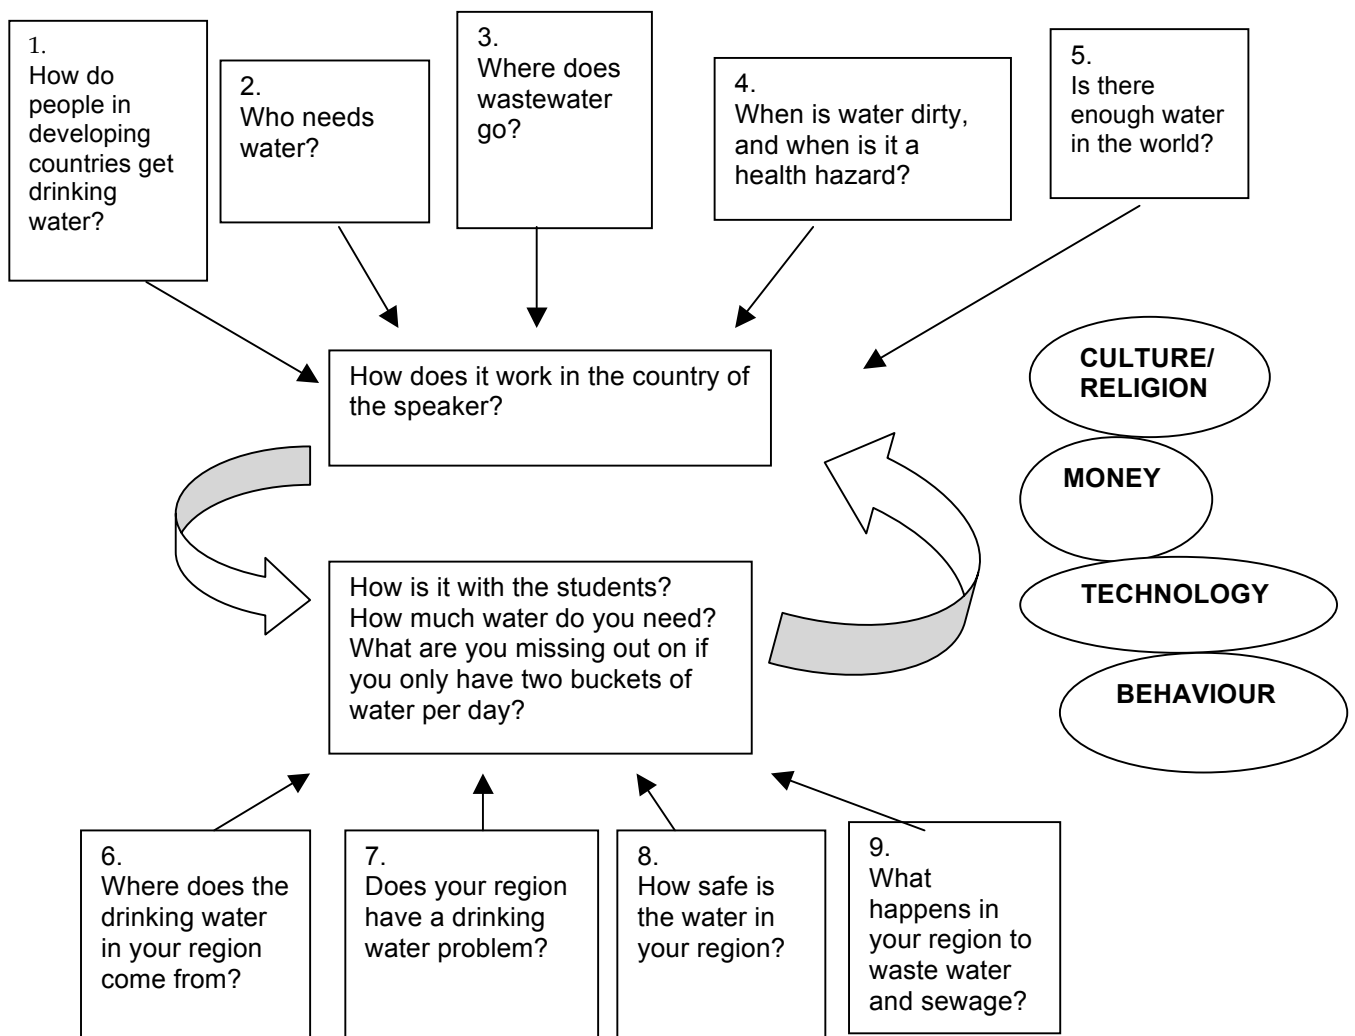 1.
How do
people in
developing
countries get
drinking
water?
2.
Who needs
water?
3.
Where does
wastewater
go?
4.
When is water dirty,
and when is it a
health hazard?
5.
Is there
enough water
in the world?
How does it work in the country of
the speaker?
CULTURE/
RELIGION
MONEY
TECHNOLOGY
BEHAVIOUR
How is it with the students?
How much water do you need?
What are you missing out on if
you only have two buckets of
water per day?
6.
Where does the
drinking water
in your region
come from?
7.
Does your region
have a drinking
water problem?
8.
How safe is
the water in
your region?
9.
What
happens in
your region to
waste water
and sewage?